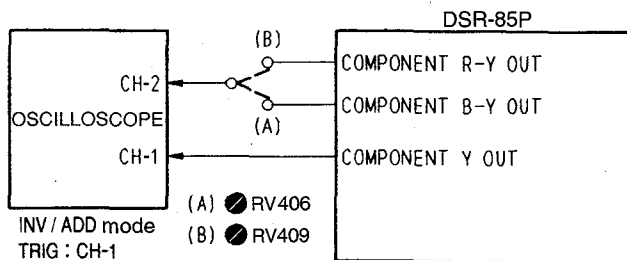 DSR-85P
(B)
COMPONENT R-Y OUT
CH-2
COMPONENT B-Y OUT
OSCILLOSCOPE
(A)
CH-1
COMPONENT Y OUT
(A) RV406
INV / ADD mode
(B) RV409
TRIG : CH-1